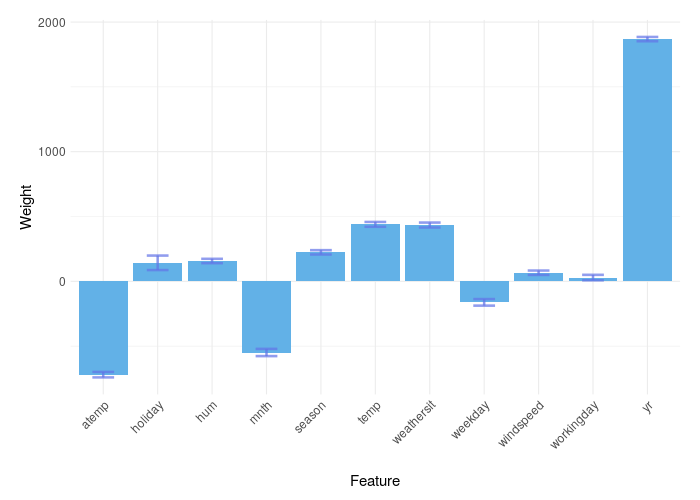 2000
1000
0
Weight
atemp
holiday
hum
mnth
season
temp
weathersit
weekday
windspeed
workingday
yr
Feature